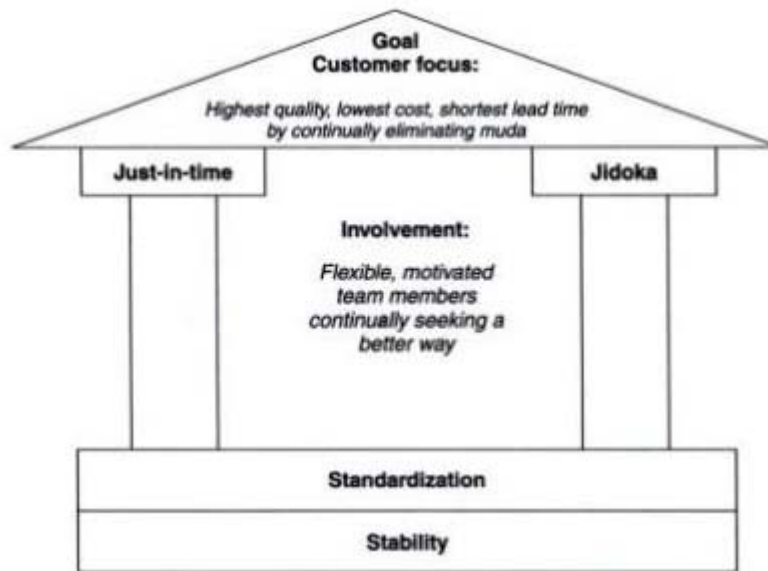 Goal
Customer focus:
Highest quality, lowest cost, shortest lead time
by continually eliminating muda
Just-in-time
Jidoka
Involvement:
Flexible, motivated
team members
continually seeking a
better way
Standardization
Stability